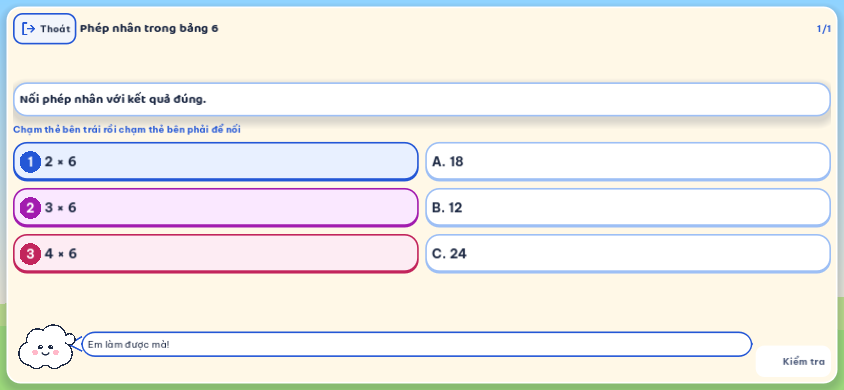 Thoát Phép nhân trong bảng 6 1/1
Nối phép nhân với kết quả đúng.
Chạm thẻ bên trái rồi chạm thẻ bên phải để nối
1 2 × 6 A. 18
2 3 × 6 B. 12
3 4 × 6 C. 24
Em làm được mà!
Kiểm tra